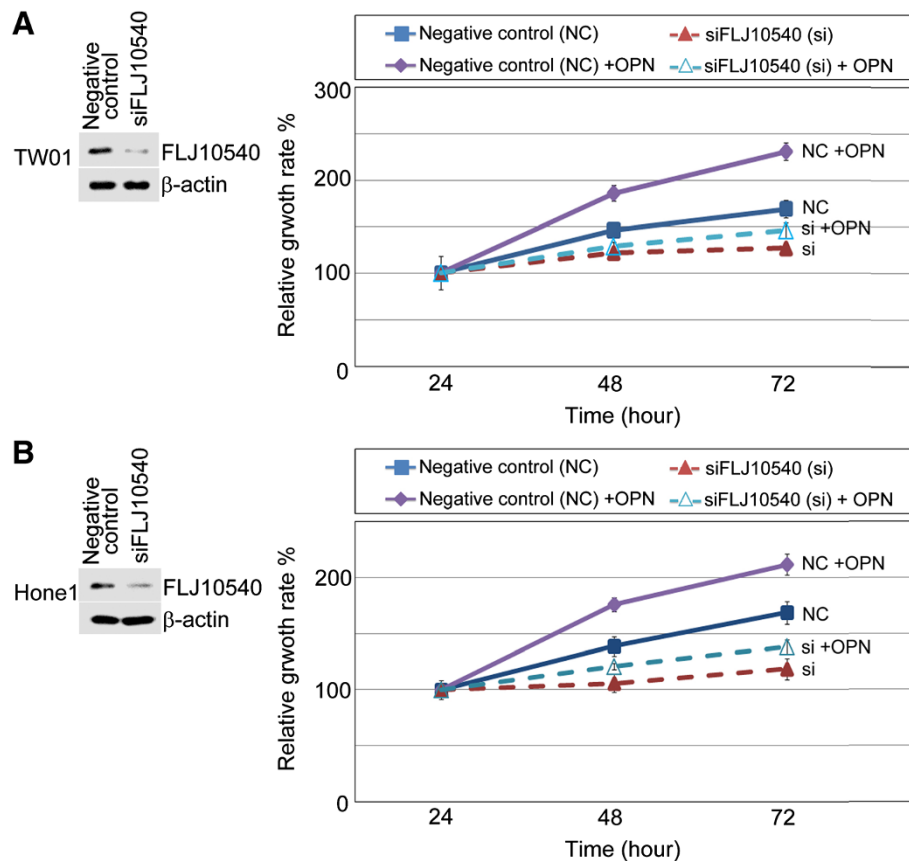 A
Negative
control
siFLJ10540
TW01
FLJ10540
β-actin
Negative control (NC)
siFLJ10540 (si)
Negative control (NC) +OPN
siFLJ10540 (si) + OPN
Relative grwoth rate %
300
200
100
0
NC +OPN
NC
si +OPN
si
24
48
72
Time (hour)
B
Negative
control
siFLJ10540
Hone1
FLJ10540
β-actin
Negative control (NC)
siFLJ10540 (si)
Negative control (NC) +OPN
siFLJ10540 (si) + OPN
Relative grwoth rate %
200
100
0
NC +OPN
NC
si +OPN
si
24
48
72
Time (hour)